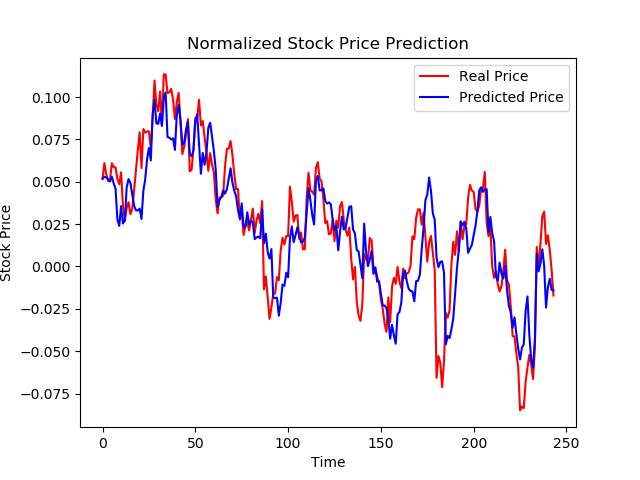 Normalized Stock Price Prediction
Real Price
Predicted Price
0.100
0.075
0.050
0.025
0.000
−0.025
−0.050
−0.075
Stock Price
0 50 100 150 200 250
Time